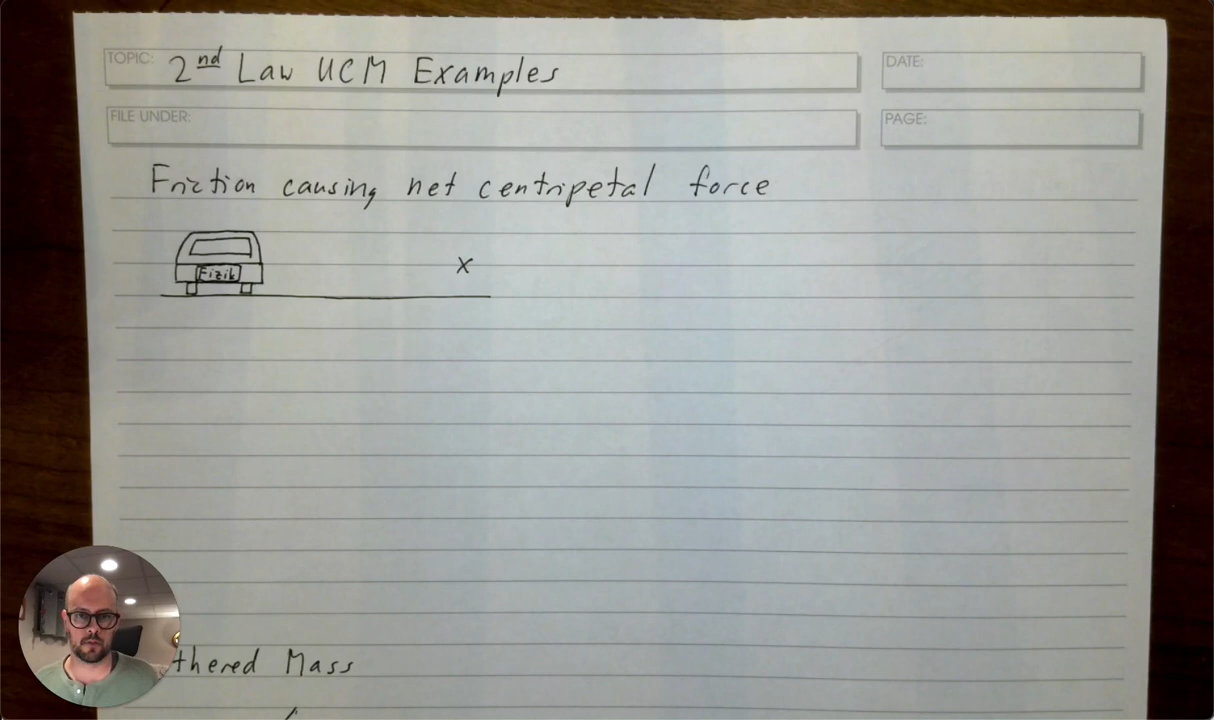 TOPIC: 2nd Law UCM Examples
DATE:
FILE UNDER:
PAGE:
Friction causing net centripetal force
Fizik
x
thered Mass